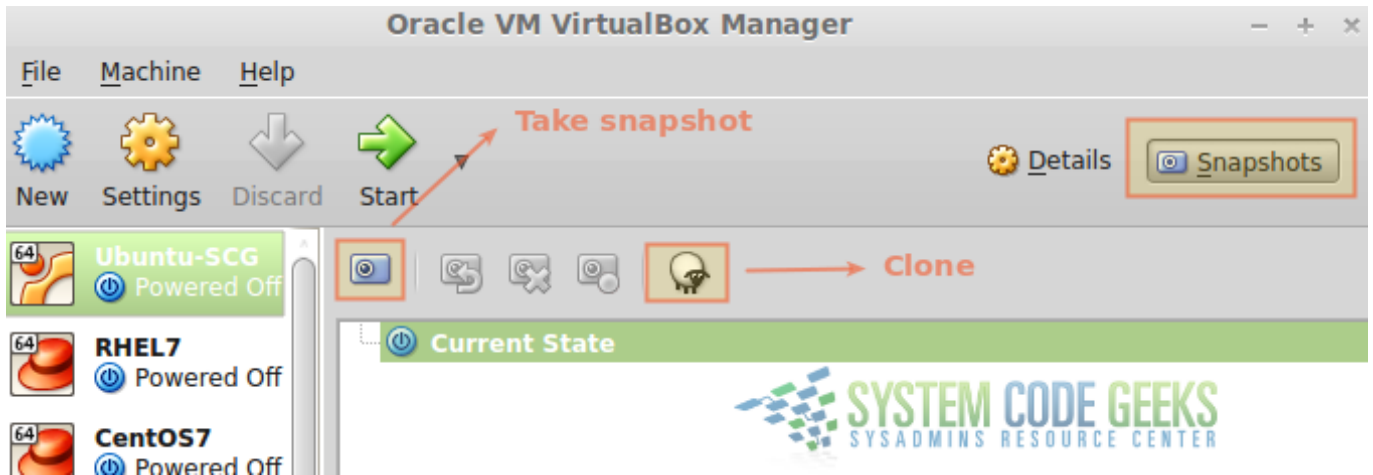 Oracle VM VirtualBox Manager
File Machine Help
Take snapshot
New Settings Discard Start
Details Snapshots
64 Ubuntu-SCG
Powered Off
Clone
64 RHEL7
Powered Off
Current State
64 CentOS7
Powered Off
SYSTEM CODE GEEKS
SYSADMINS RESOURCE CENTER